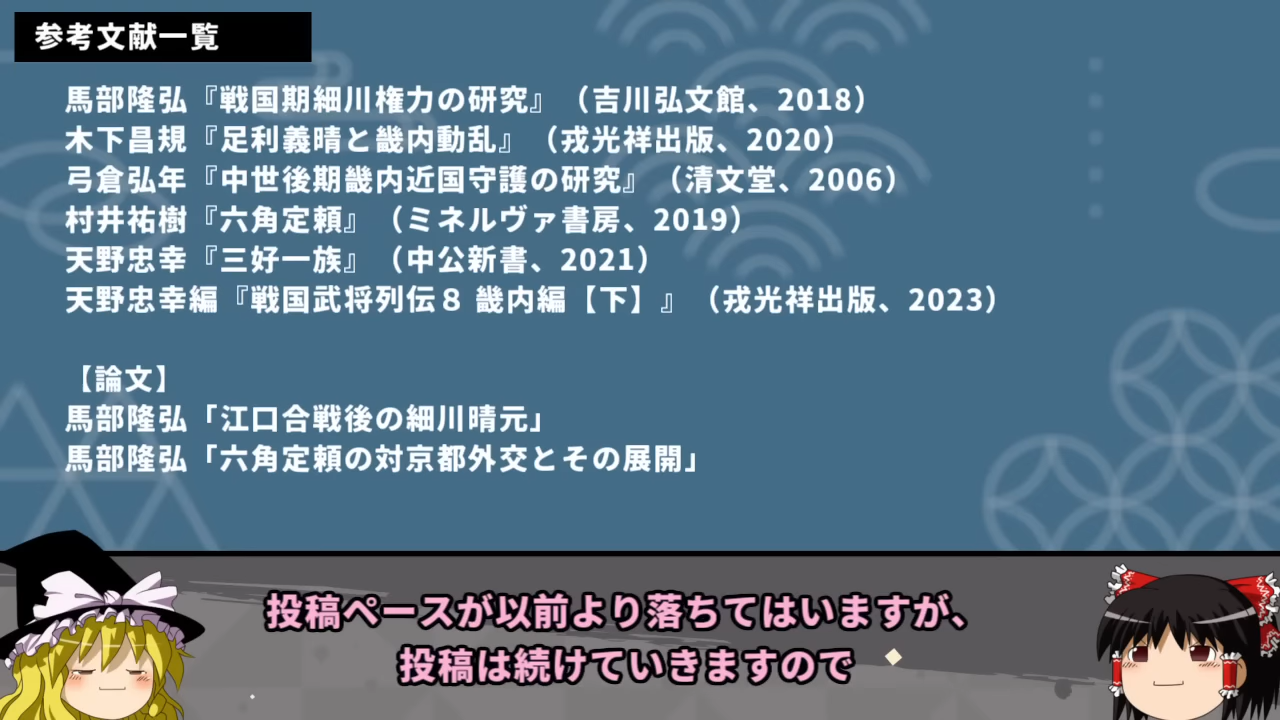 参考文献一覧
馬部隆弘『戦国期細川権力の研究』（吉川弘文館、2018）
木下昌規『足利義晴と畿内動乱』（戎光祥出版、2020）
弓倉弘年『中世後期畿内近国守護の研究』（清文堂、2006）
村井祐樹『六角定頼』（ミネルヴァ書房、2019）
天野忠幸『三好一族』（中公新書、2021）
天野忠幸編『戦国武将列伝８ 畿内編【下】』（戎光祥出版、2023）
【論文】
馬部隆弘「江口合戦後の細川晴元」
馬部隆弘「六角定頼の対京都外交とその展開」
投稿ペースが以前より落ちてはいますが、
投稿は続けていきますので